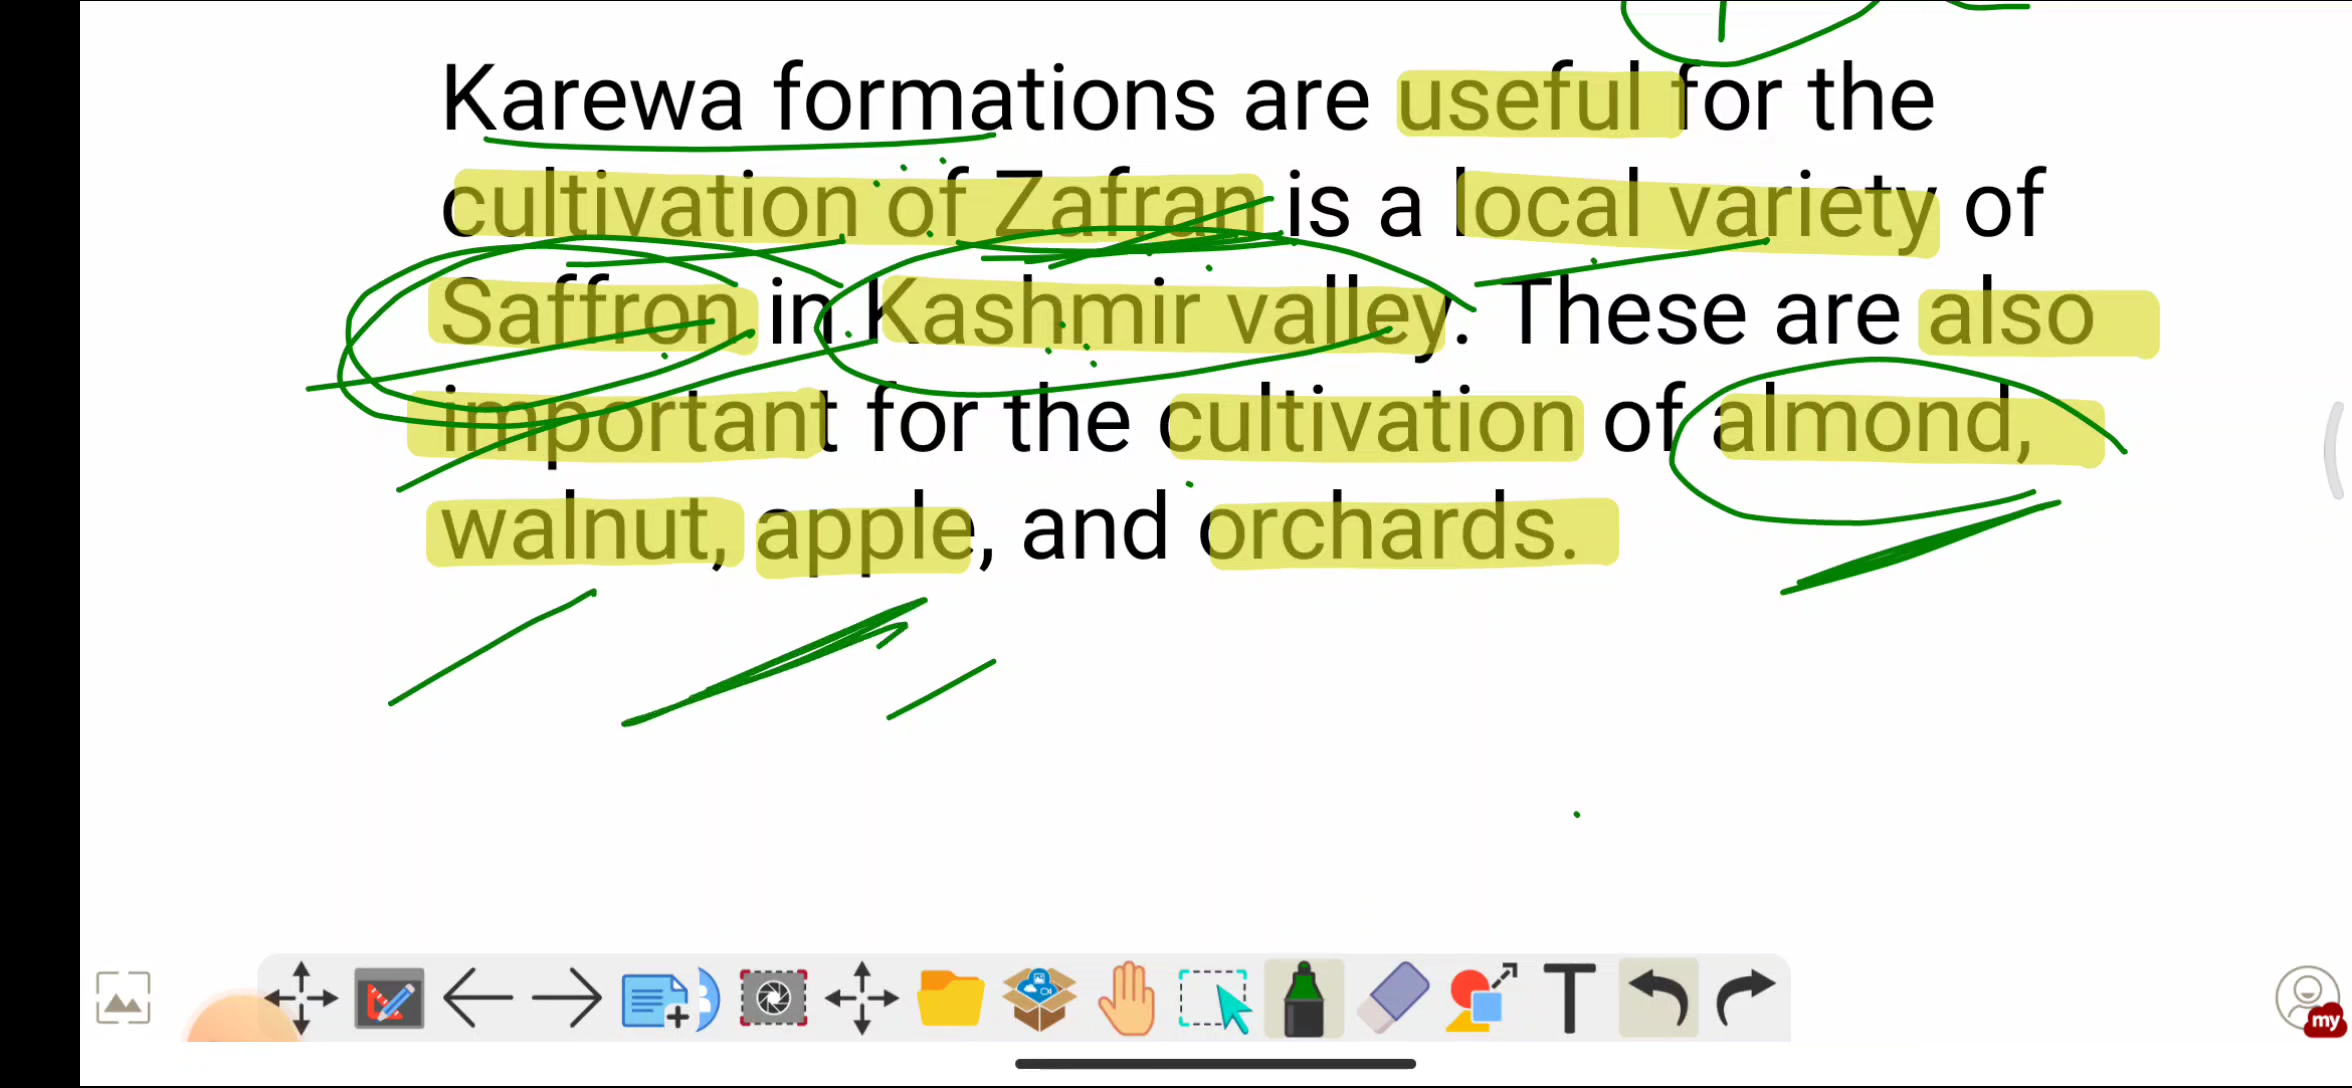 Karewa formations are useful for the
cultivation of Zafran is a local variety of
Saffron in Kashmir valley. These are also
important for the cultivation of almond,
walnut, apple, and orchards.
T
my